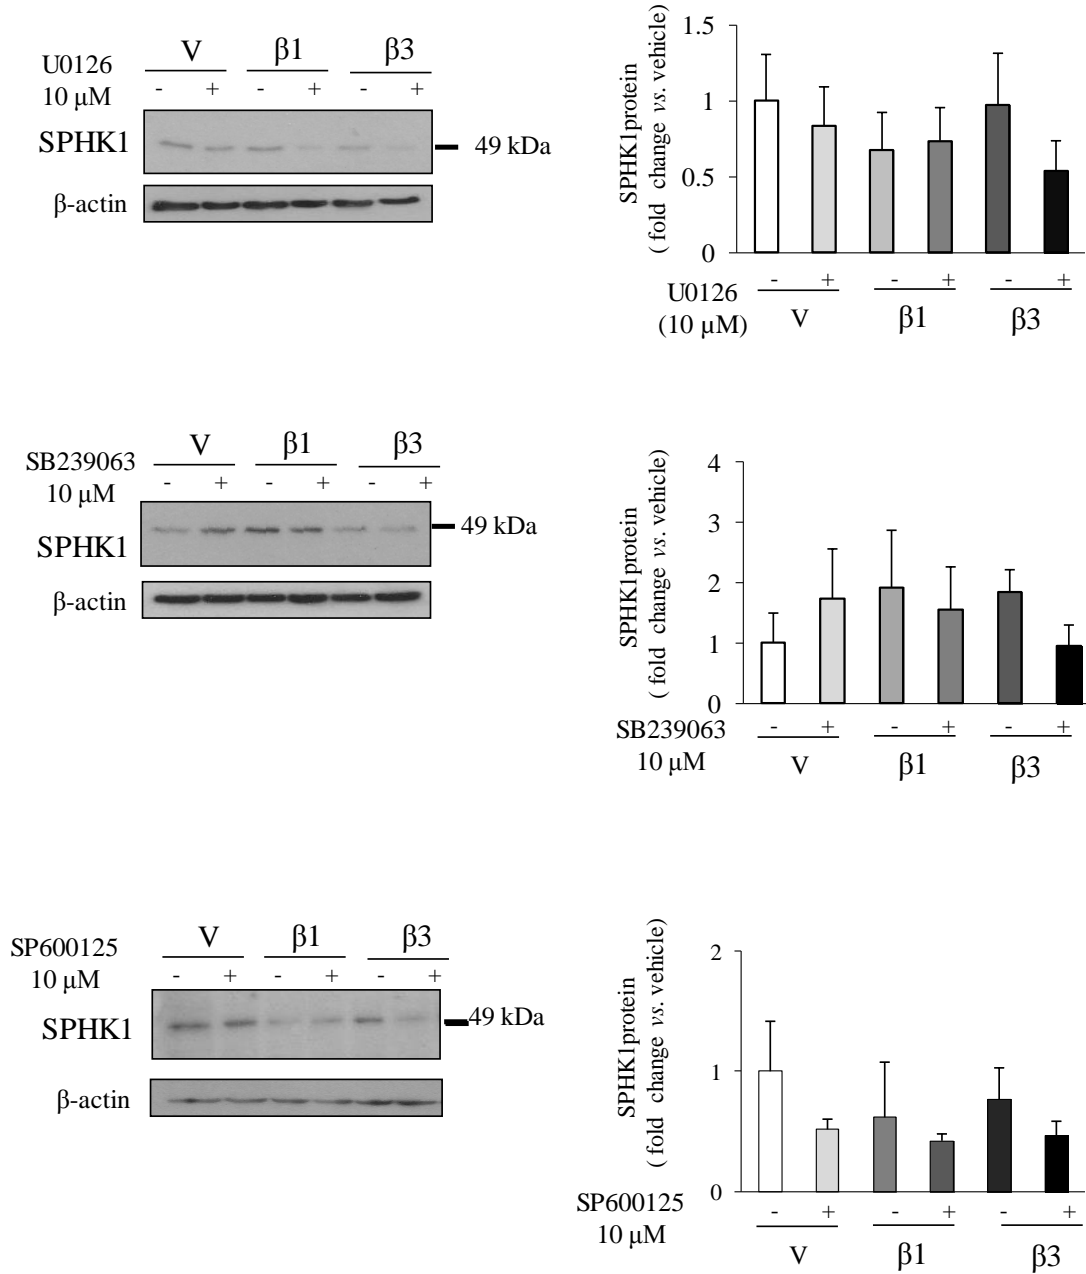 V β1 β3
U0126
10 μM
- + - + - +
SPHK1
49 kDa
β-actin
SPHK1protein
( fold change vs. vehicle)
1.5
1
0.5
0
- + - + - +
U0126
(10 μM)
V β1 β3
V β1 β3
SB239063
10 μM
- + - + - +
SPHK1
49 kDa
β-actin
SPHK1protein
( fold change vs. vehicle)
4
3
2
1
0
- + - + - +
SB239063
10 μM
V β1 β3
V β1 β3
SP600125
10 μM
- + - + - +
SPHK1
49 kDa
β-actin
SPHK1protein
( fold change vs. vehicle)
2
1
0
- + - + - +
SP600125
10 μM
V β1 β3